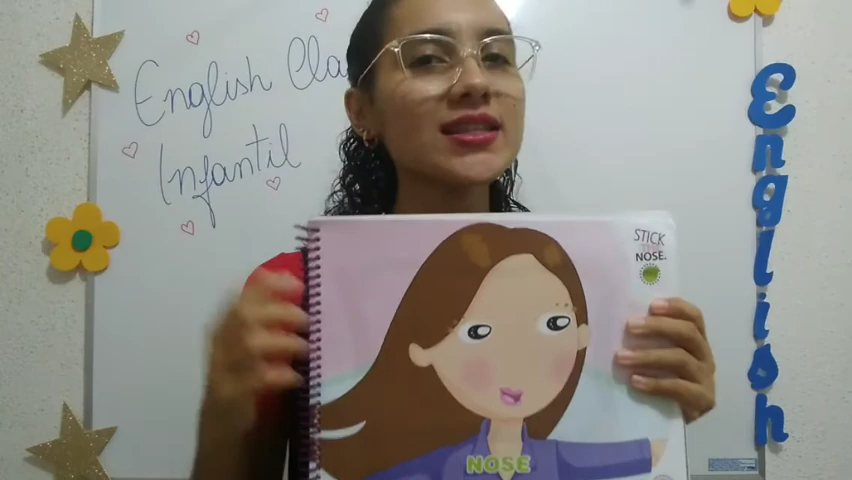 English Cla
Infantil
STICK
NOSE.
NOSE
English